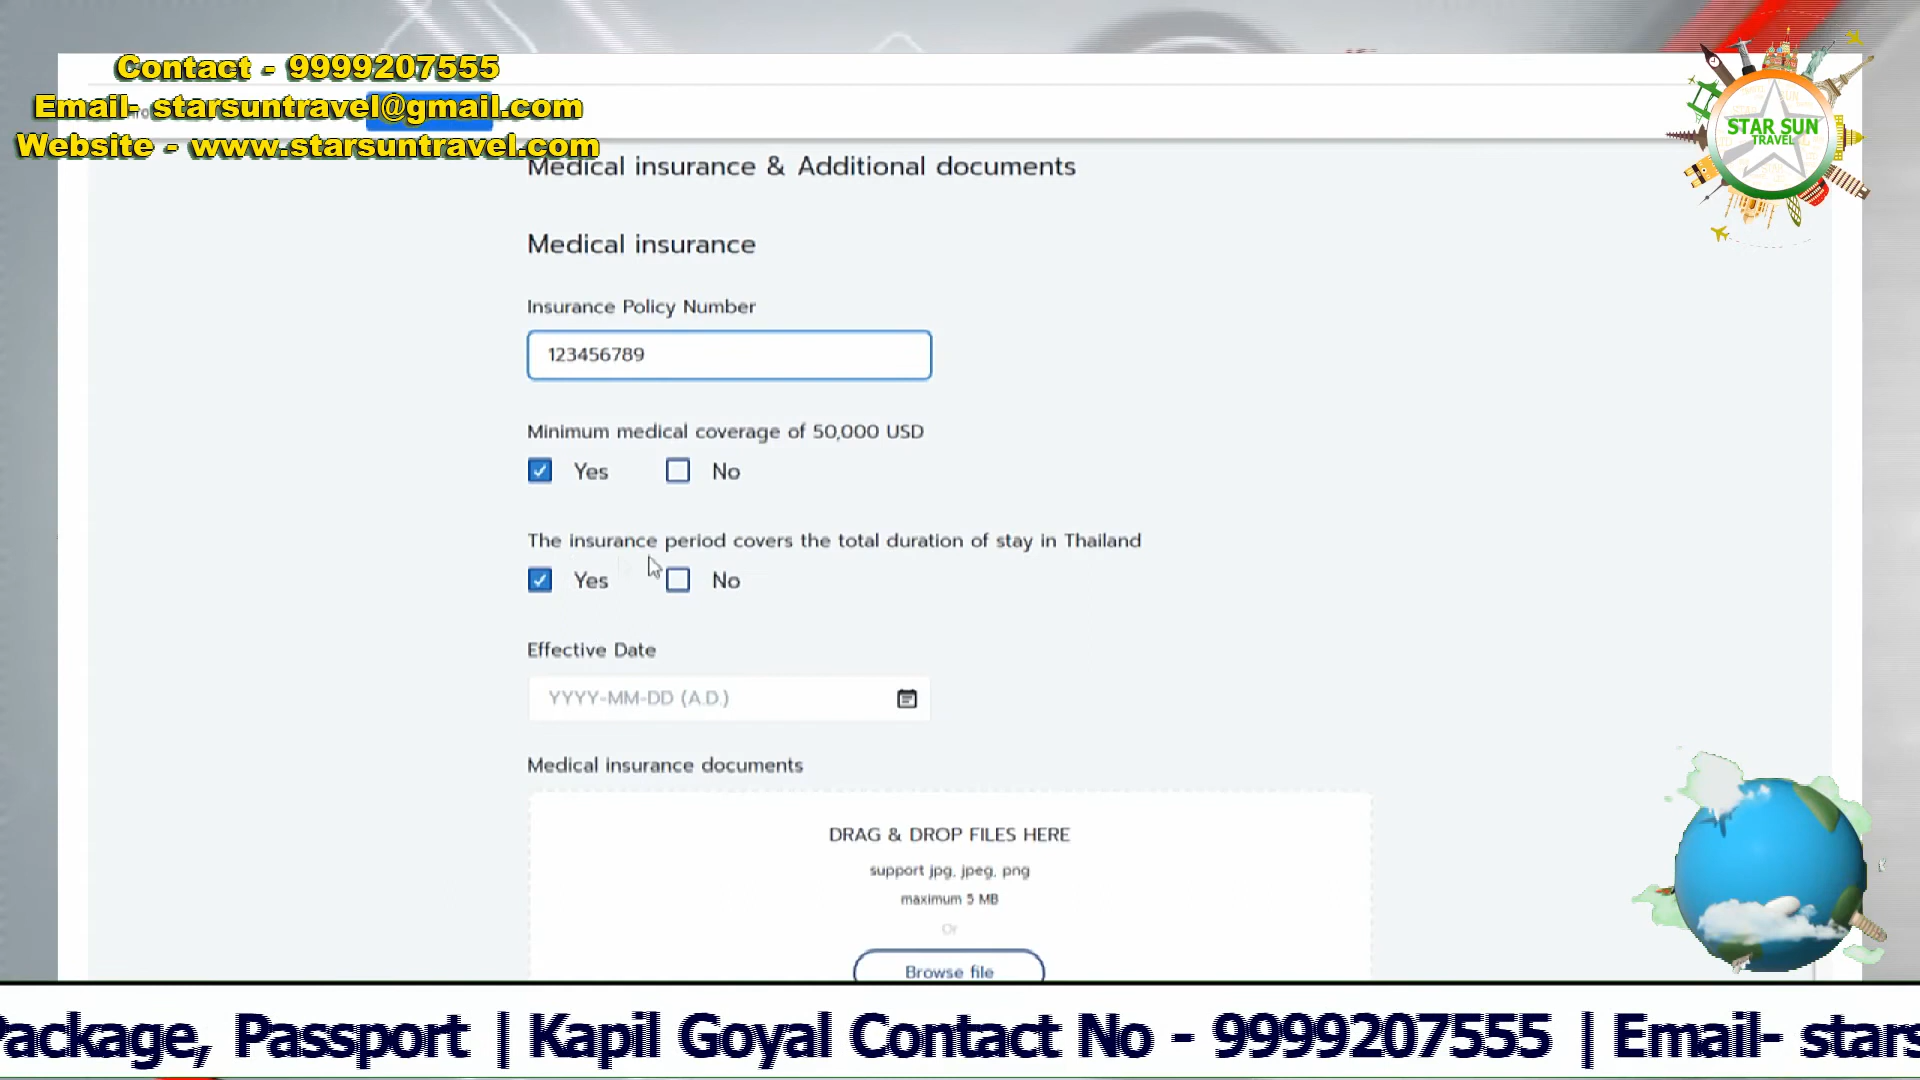 Contact - 9999207555
Email- starsuntravel@gmail.com
Website - www.starsuntravel.com
STAR SUN
TRAVEL
Medical insurance & Additional documents
Medical insurance
Insurance Policy Number
123456789
Minimum medical coverage of 50,000 USD
Yes No
The insurance period covers the total duration of stay in Thailand
Yes No
Effective Date
YYYY-MM-DD (A.D.)
Medical insurance documents
DRAG & DROP FILES HERE
support jpg, jpeg, png
maximum 5 MB
Or
Browse file
Package, Passport | Kapil Goyal Contact No - 9999207555 | Email- stars